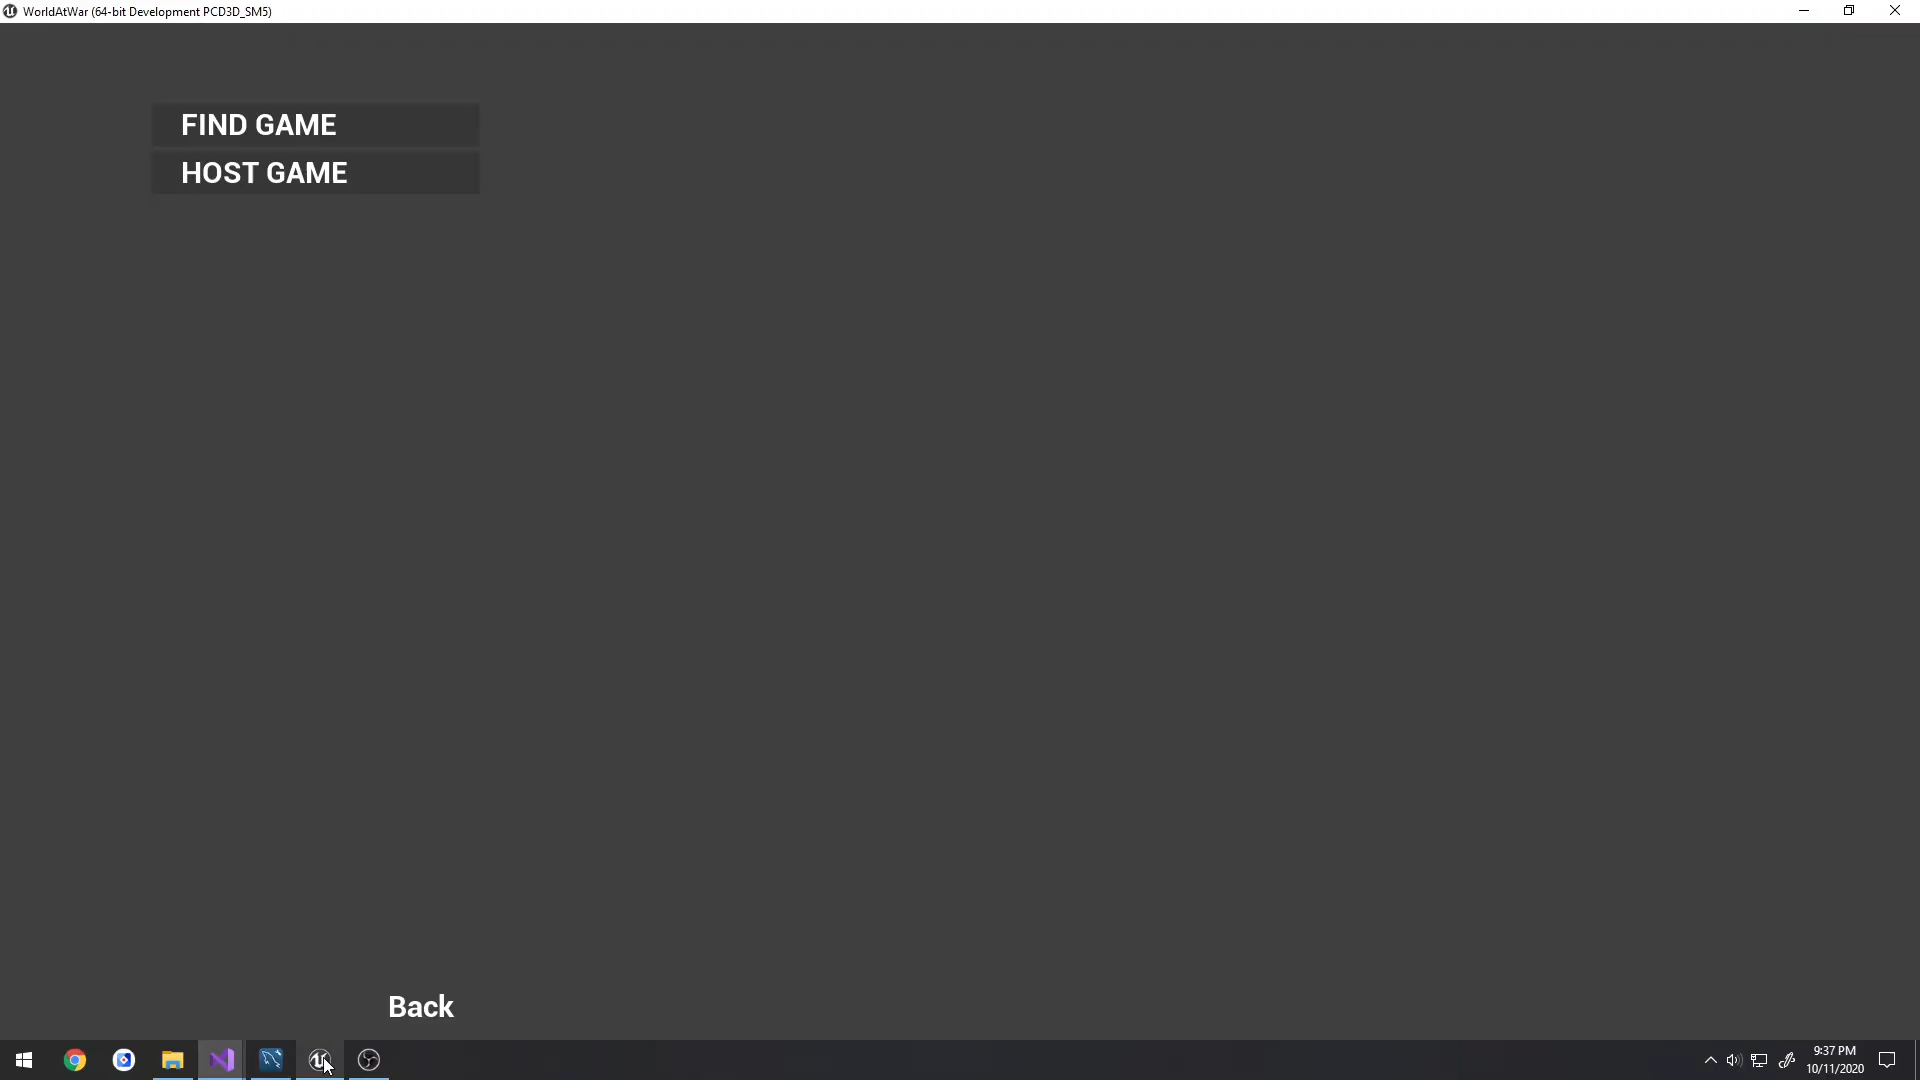 WorldAtWar (64-bit Development PCD3D_SM5)
FIND GAME
HOST GAME
Back
9:37 PM
10/11/2020